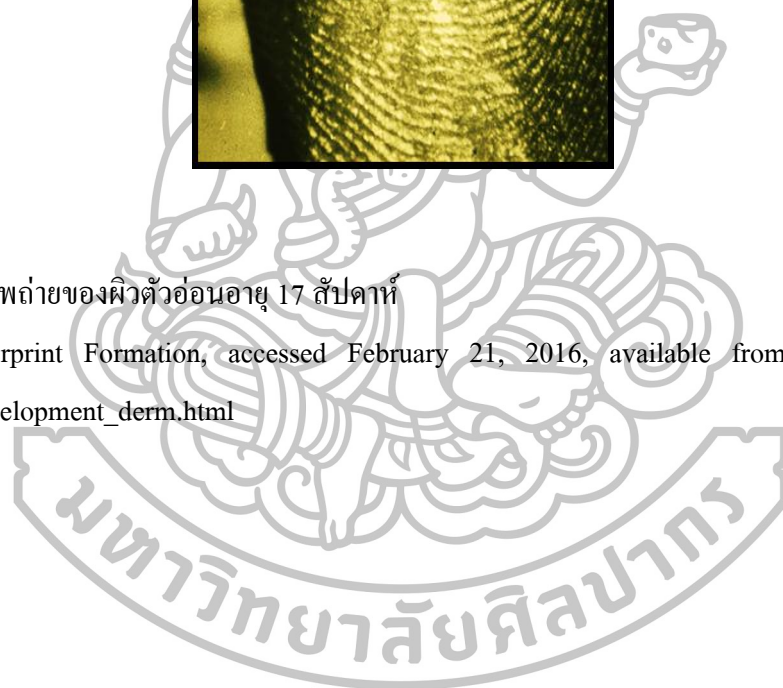 พถ่ายของผิวตัวอ่อนอายุ 17 สัปดาห์
rprint Formation, accessed February 21, 2016, available from
elopment_derm.html
มหาวิทยาลัยศิลปากร